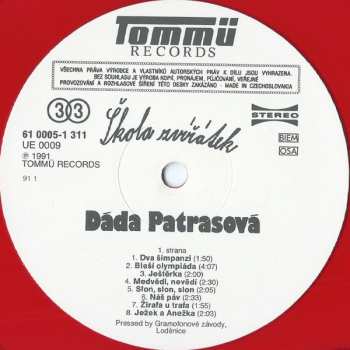 Tommü
RECORDS
VŠECHNA PRÁVA VÝROBCE A VLASTNÍKŮ AUTORSKÝCH PRÁV K DÍLU JSOU VYHRAZENA.
BEZ SOUHLASU JE VÝROBA KOPIÍ, PRONÁJEM, PŮJČOVÁNÍ, VEŘEJNÉ
PROVOZOVÁNÍ A ROZHLASOVÉ ŠÍŘENÍ TÉTO DESKY ZAKÁZÁNO - MADE IN CZECHOSLOVAKIA
33
Škola zvířátek
STEREO
61 0005-1 311
UE 0009
℗ 1991
TOMMÜ RECORDS
BIEM
OSA
91 1
Dáda Patrasová
1. strana
1. Dva šimpanzi (1:50)
2. Bleší olympiáda (4:07)
3. Ještěrka (2:20)
4. Medvědi, nevědí (2:30)
5. Slon, slon, slon (2:05)
6. Náš páv (2:03)
7. Žirafa u trafa (1:55)
8. Ježek a Anežka (2:10)
Pressed by Gramofonové závody,
Loděnice